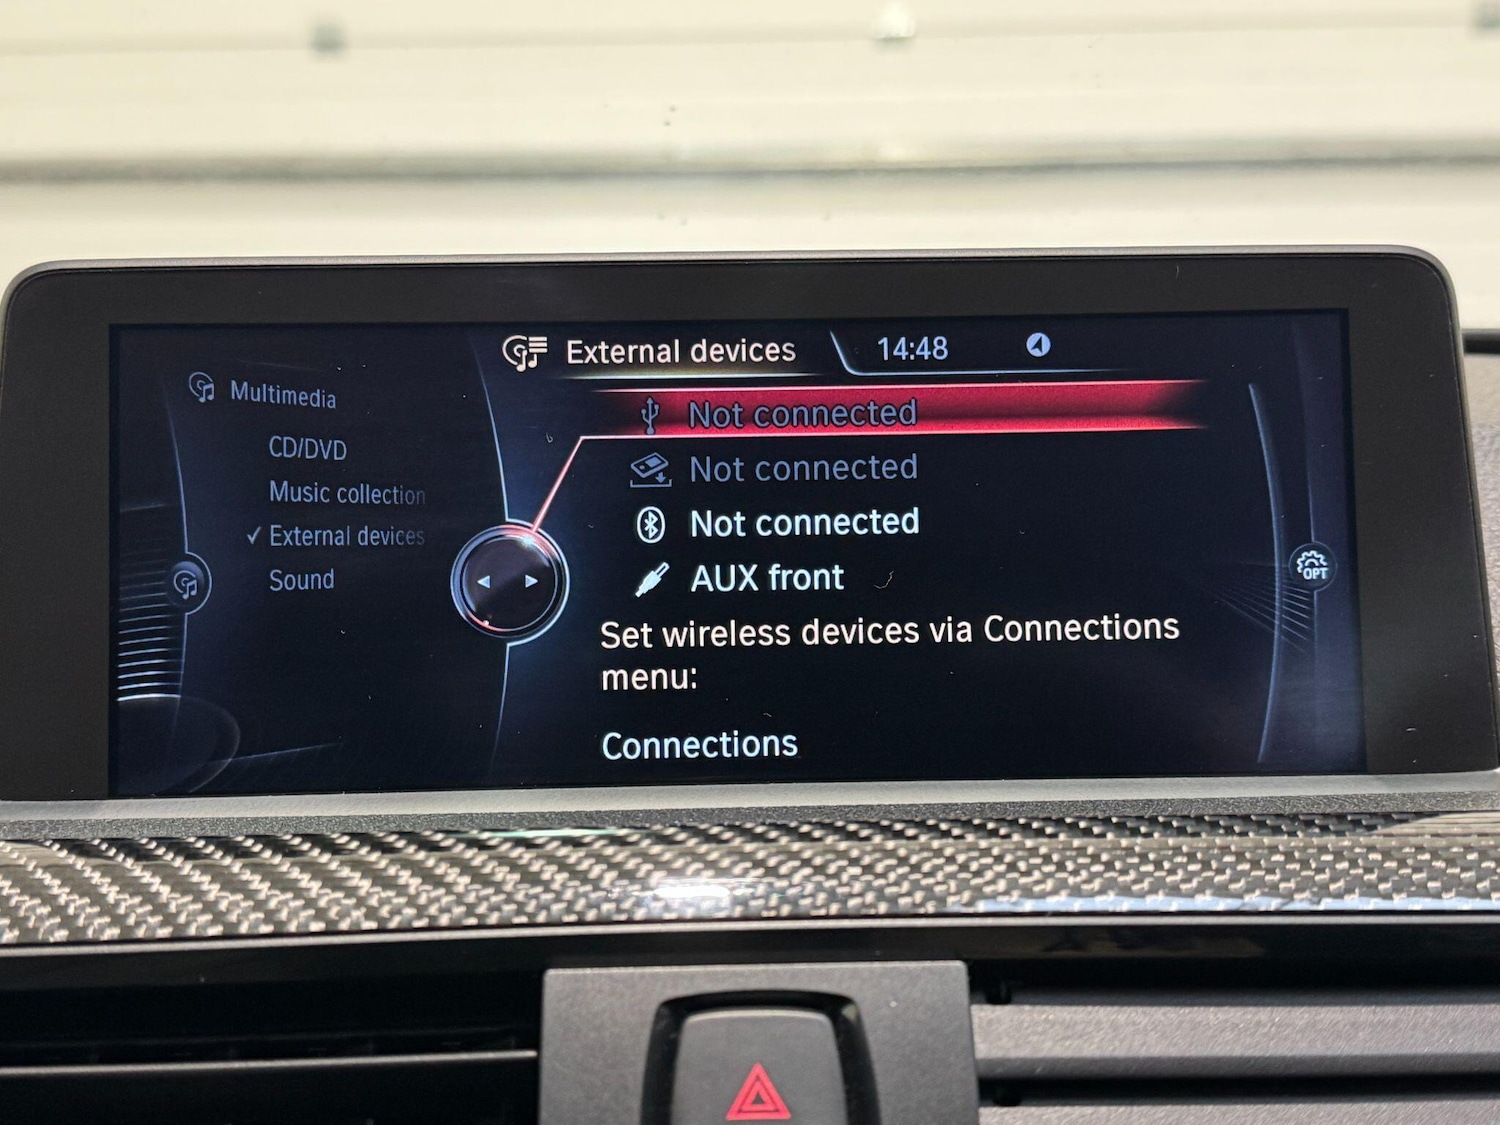 External devices
14:48
Multimedia
CD/DVD
Music collection
External devices
Sound
Not connected
Not connected
Not connected
AUX front
Set wireless devices via Connections
menu:
Connections
OPT